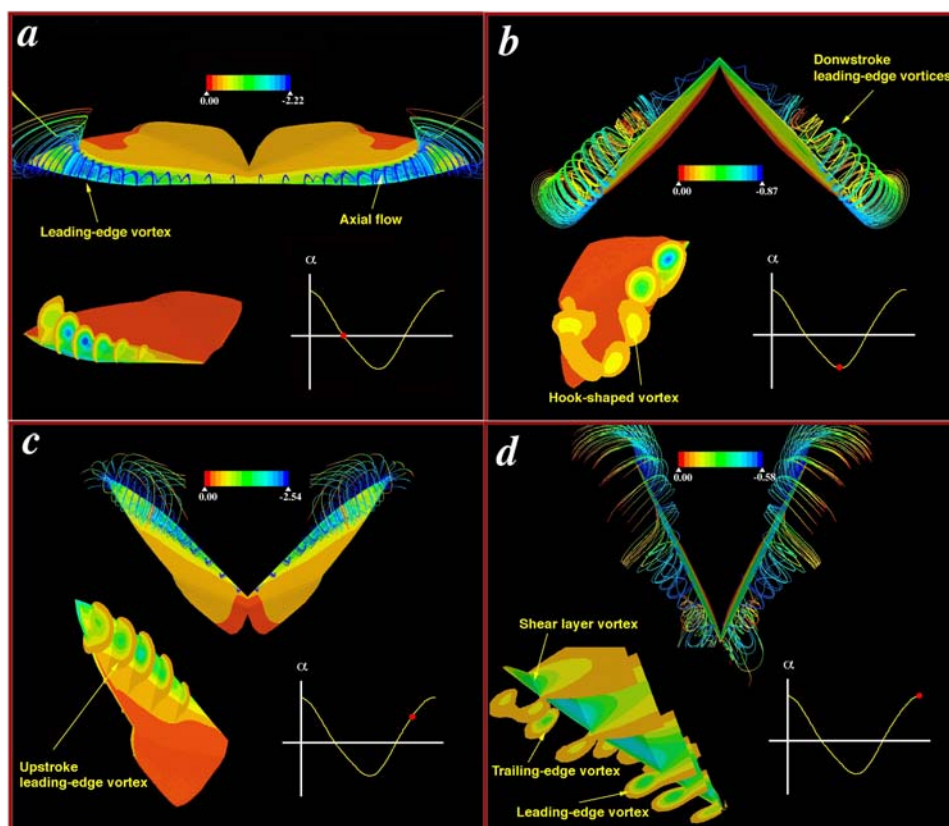 a
0.00 -2.22
Leading-edge vortex
Axial flow
α
b
Donwstroke
leading-edge vortices
0.00 -0.87
α
Hook-shaped vortex
c
0.00 -2.54
α
Upstroke
leading-edge vortex
d
0.00 -0.58
Shear layer vortex
α
Trailing-edge vortex
Leading-edge vortex